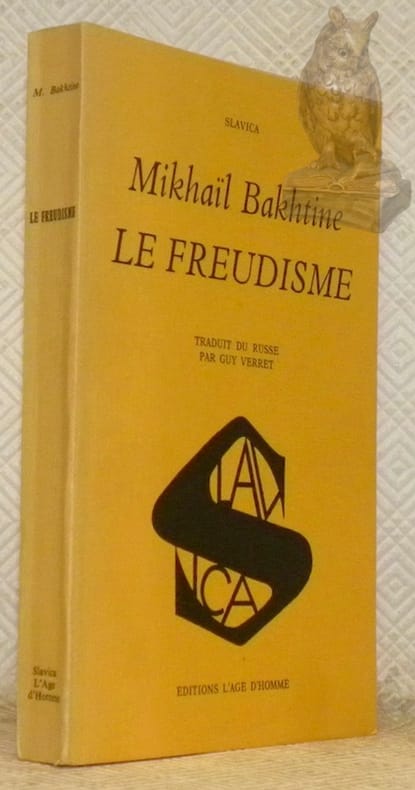 M. Bakhtine
LE FREUDISME
Slavica
L'Age
d'Homme
SLAVICA
Mikhaïl Bakhtine
LE FREUDISME
TRADUIT DU RUSSE
PAR GUY VERRET
SLAVICA
EDITIONS L'AGE D'HOMME